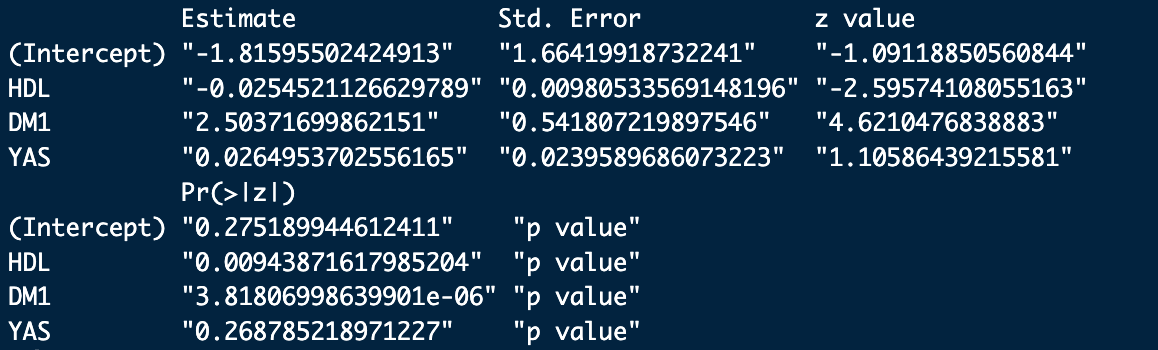 Estimate Std. Error z value
(Intercept) "-1.81595502424913" "1.66419918732241" "-1.09118850560844"
HDL "-0.0254521126629789" "0.00980533569148196" "-2.59574108055163"
DM1 "2.50371699862151" "0.541807219897546" "4.6210476838883"
YAS "0.0264953702556165" "0.0239589686073223" "1.10586439215581"
Pr(>|z|)
(Intercept) "0.275189944612411" "p value"
HDL "0.00943871617985204" "p value"
DM1 "3.81806998639901e-06" "p value"
YAS "0.268785218971227" "p value"